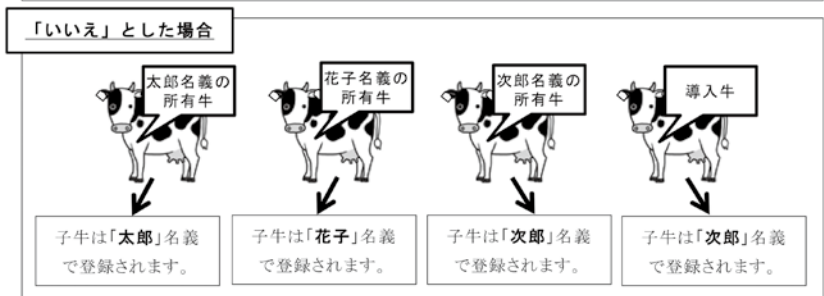 「いいえ」とした場合
太郎名義の
所有牛
花子名義の
所有牛
次郎名義の
所有牛
導入牛
子牛は「太郎」名義
で登録されます。
子牛は「花子」名義
で登録されます。
子牛は「次郎」名義
で登録されます。
子牛は「次郎」名義
で登録されます。